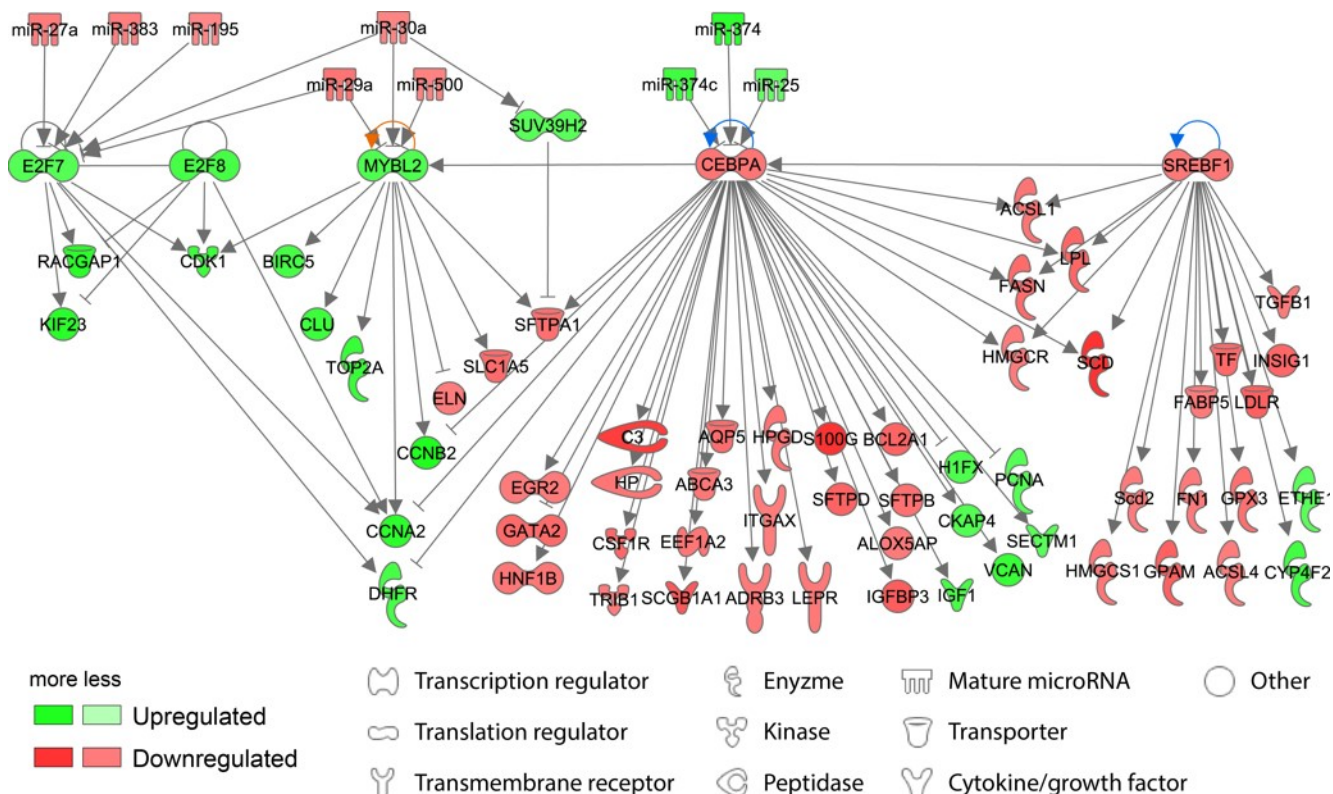 miR-27a
miR-383
miR-195
miR-30a
miR-374
miR-29a
miR-500
miR-374c
miR-25
SUV39H2
E2F7
E2F8
MYBL2
CEBPA
SREBF1
ACSL1
RACGAP1
CDK1
BIRC5
LPL
FASN
TGFB1
KIF23
CLU
SFTPA1
TOP2A
SLC1A5
HMGCR
SCD
TF
INSIG1
ELN
FABP5
LDLR
CCNB2
C3
AQP5
HPGD
S100G
BCL2A1
H1FX
PCNA
EGR2
HP
ABCA3
SFTPD
SFTPB
Scd2
FN1
GPX3
ETHE1
CCNA2
GATA2
CSF1R
EEF1A2
ITGAX
ALOX5AP
CKAP4
SECTM1
HNF1B
VCAN
HMGCS1
GPAM
ACSL4
CYP4F2
DHFR
TRIB1
SCGB1A1
ADRB3
LEPR
IGFBP3
IGF1
more less
Upregulated
Downregulated
Transcription regulator
Translation regulator
Transmembrane receptor
Enyzme
Kinase
Peptidase
Mature microRNA
Transporter
Cytokine/growth factor
Other